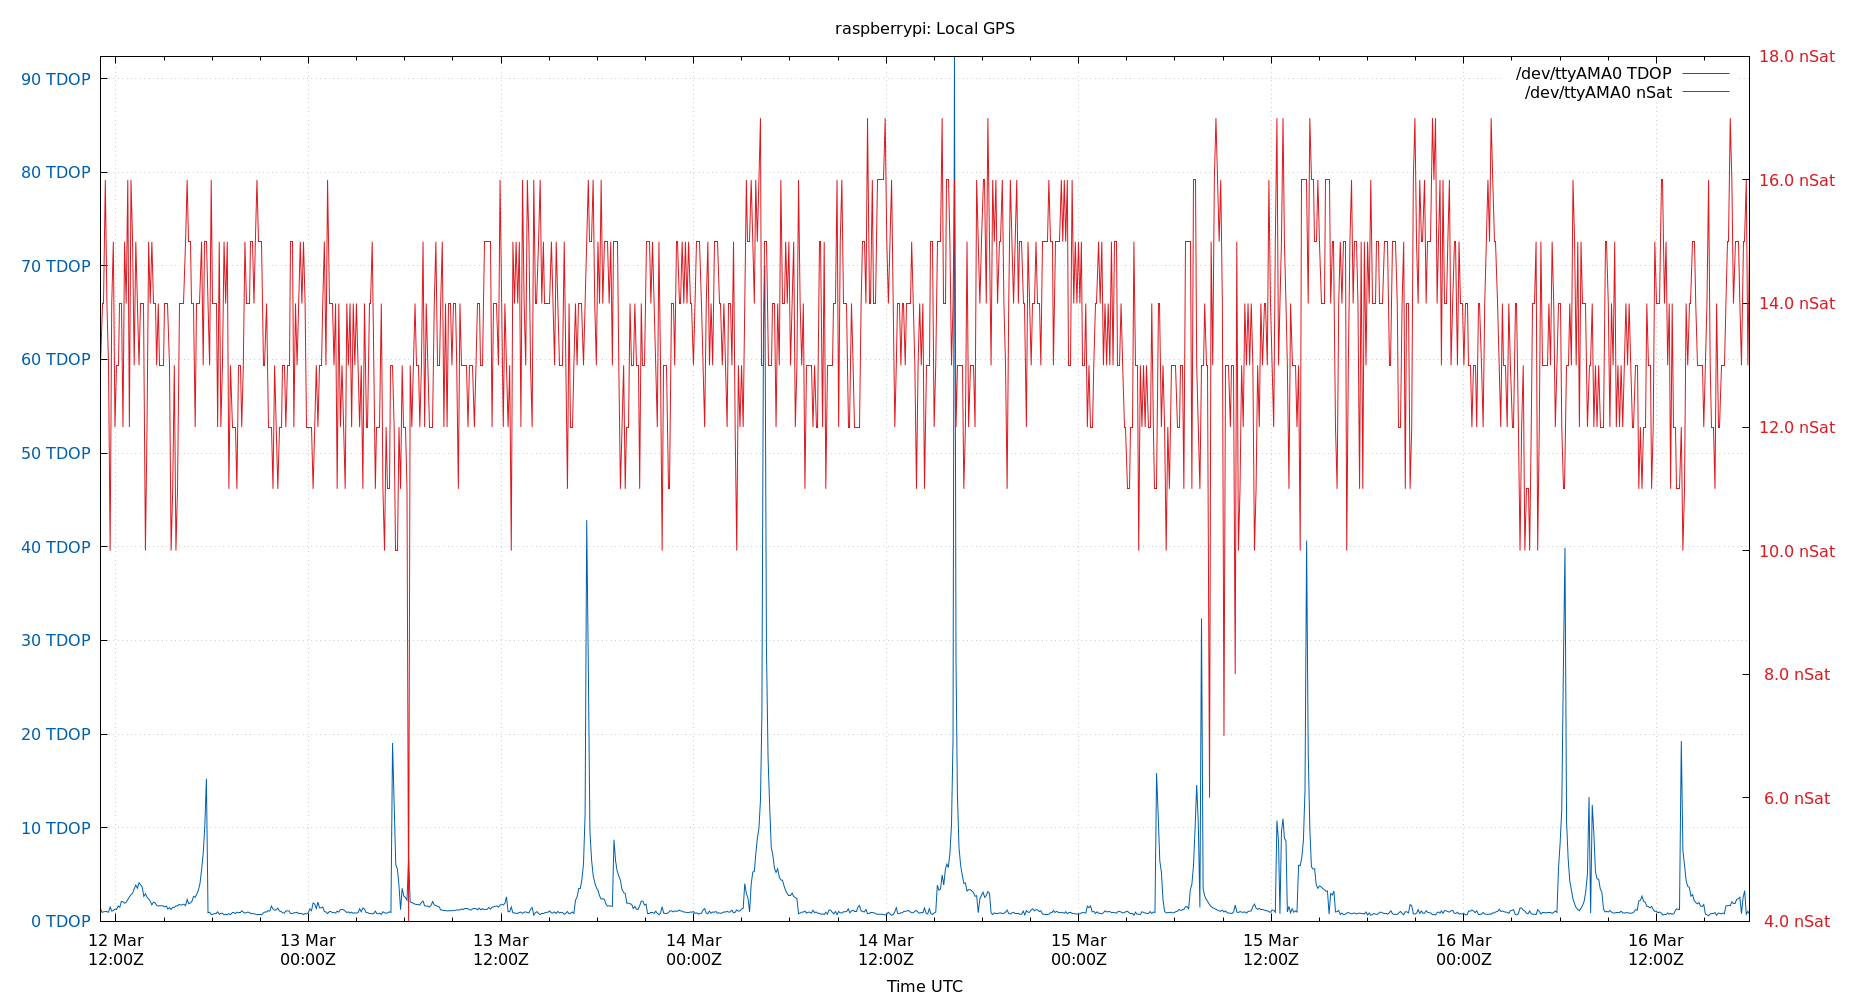 raspberrypi: Local GPS
/dev/ttyAMA0 TDOP
/dev/ttyAMA0 nSat
90 TDOP
80 TDOP
70 TDOP
60 TDOP
50 TDOP
40 TDOP
30 TDOP
20 TDOP
10 TDOP
0 TDOP
18.0 nSat
16.0 nSat
14.0 nSat
12.0 nSat
10.0 nSat
8.0 nSat
6.0 nSat
4.0 nSat
12 Mar
12:00Z
13 Mar
00:00Z
13 Mar
12:00Z
14 Mar
00:00Z
14 Mar
12:00Z
15 Mar
00:00Z
15 Mar
12:00Z
16 Mar
00:00Z
16 Mar
12:00Z
Time UTC